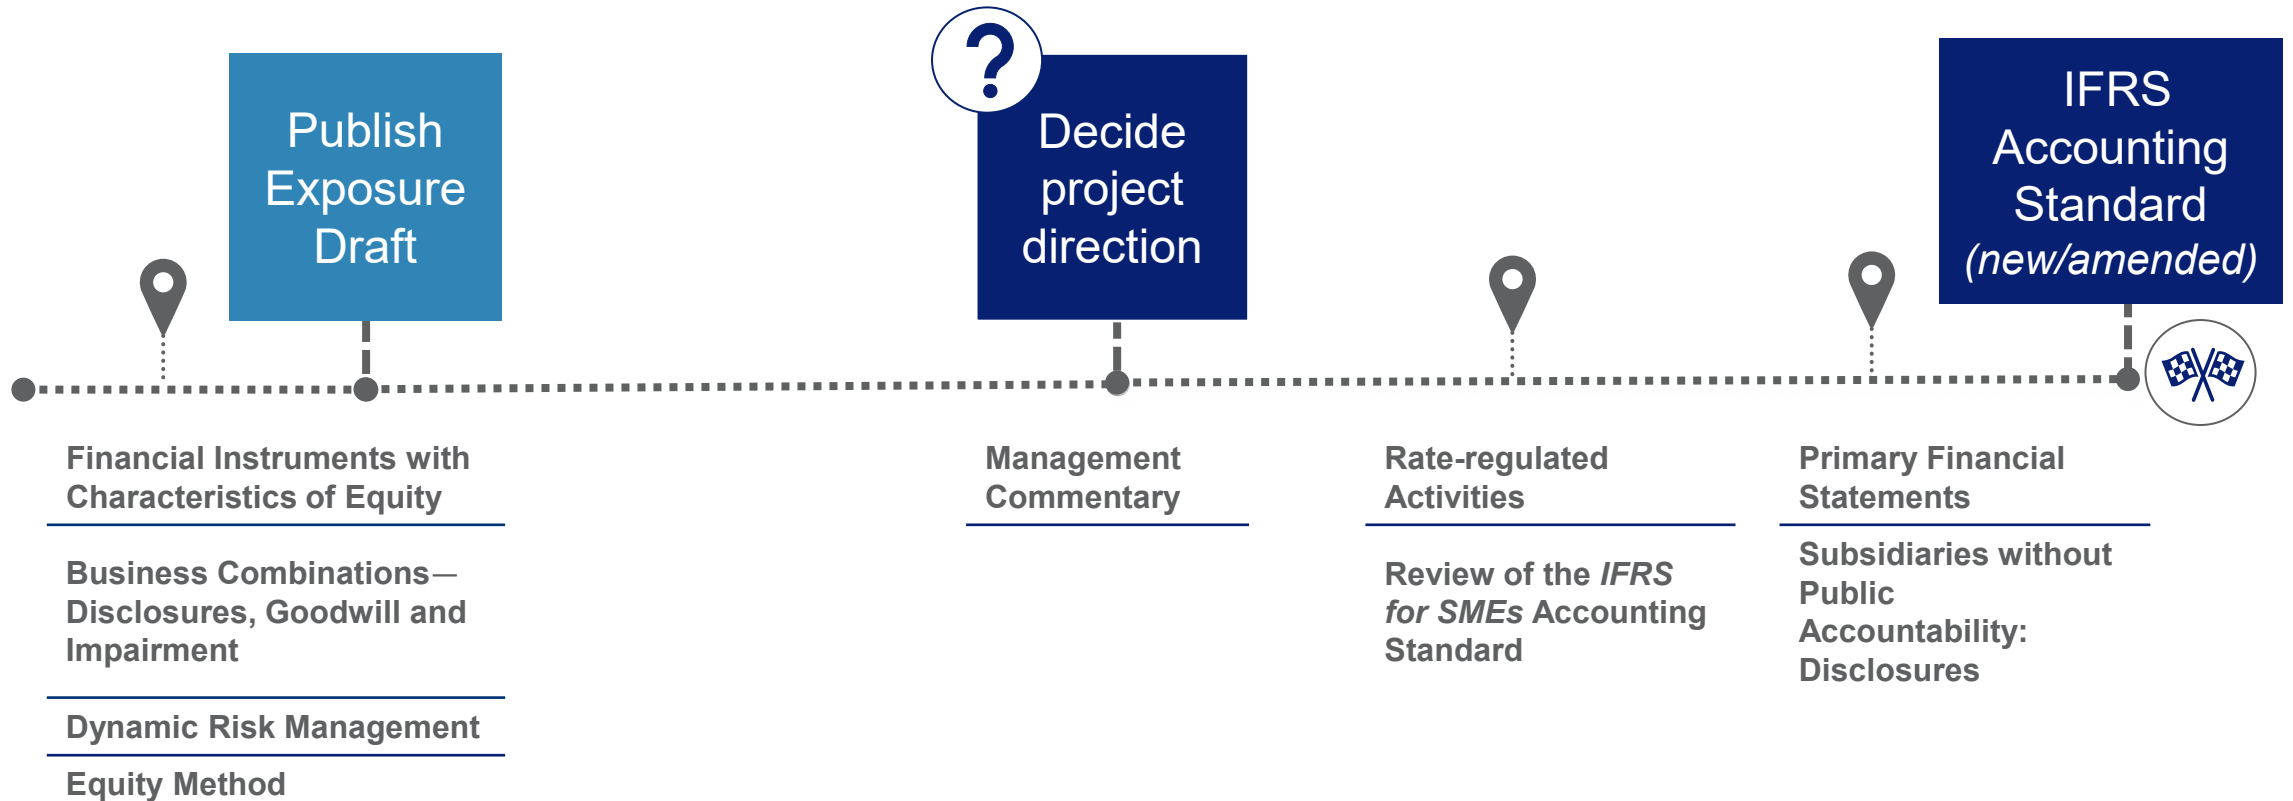 Publish
Exposure
Draft
?
Decide
project
direction
IFRS
Accounting
Standard
(new/amended)
Financial Instruments with
Characteristics of Equity
Business Combinations—
Disclosures, Goodwill and
Impairment
Dynamic Risk Management
Equity Method
Management
Commentary
Rate-regulated
Activities
Review of the IFRS
for SMEs Accounting
Standard
Primary Financial
Statements
Subsidiaries without
Public
Accountability:
Disclosures